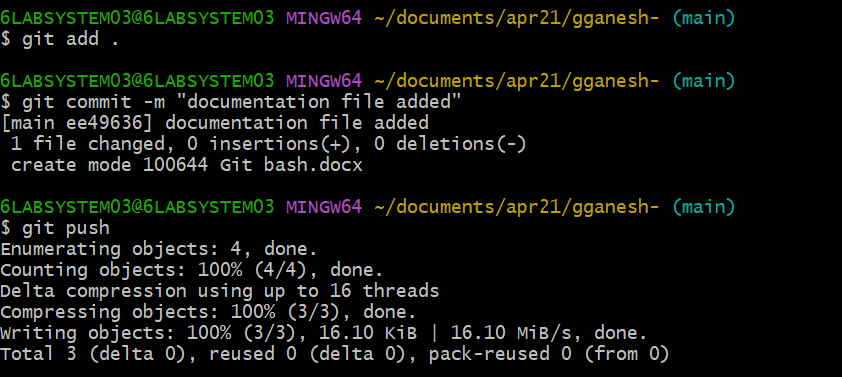 6LABSYSTEM03@6LABSYSTEM03 MINGW64 ~/documents/apr21/gganesh- (main)
$ git add .
6LABSYSTEM03@6LABSYSTEM03 MINGW64 ~/documents/apr21/gganesh- (main)
$ git commit -m "documentation file added"
[main ee49636] documentation file added
 1 file changed, 0 insertions(+), 0 deletions(-)
 create mode 100644 Git bash.docx
6LABSYSTEM03@6LABSYSTEM03 MINGW64 ~/documents/apr21/gganesh- (main)
$ git push
Enumerating objects: 4, done.
Counting objects: 100% (4/4), done.
Delta compression using up to 16 threads
Compressing objects: 100% (3/3), done.
Writing objects: 100% (3/3), 16.10 KiB | 16.10 MiB/s, done.
Total 3 (delta 0), reused 0 (delta 0), pack-reused 0 (from 0)